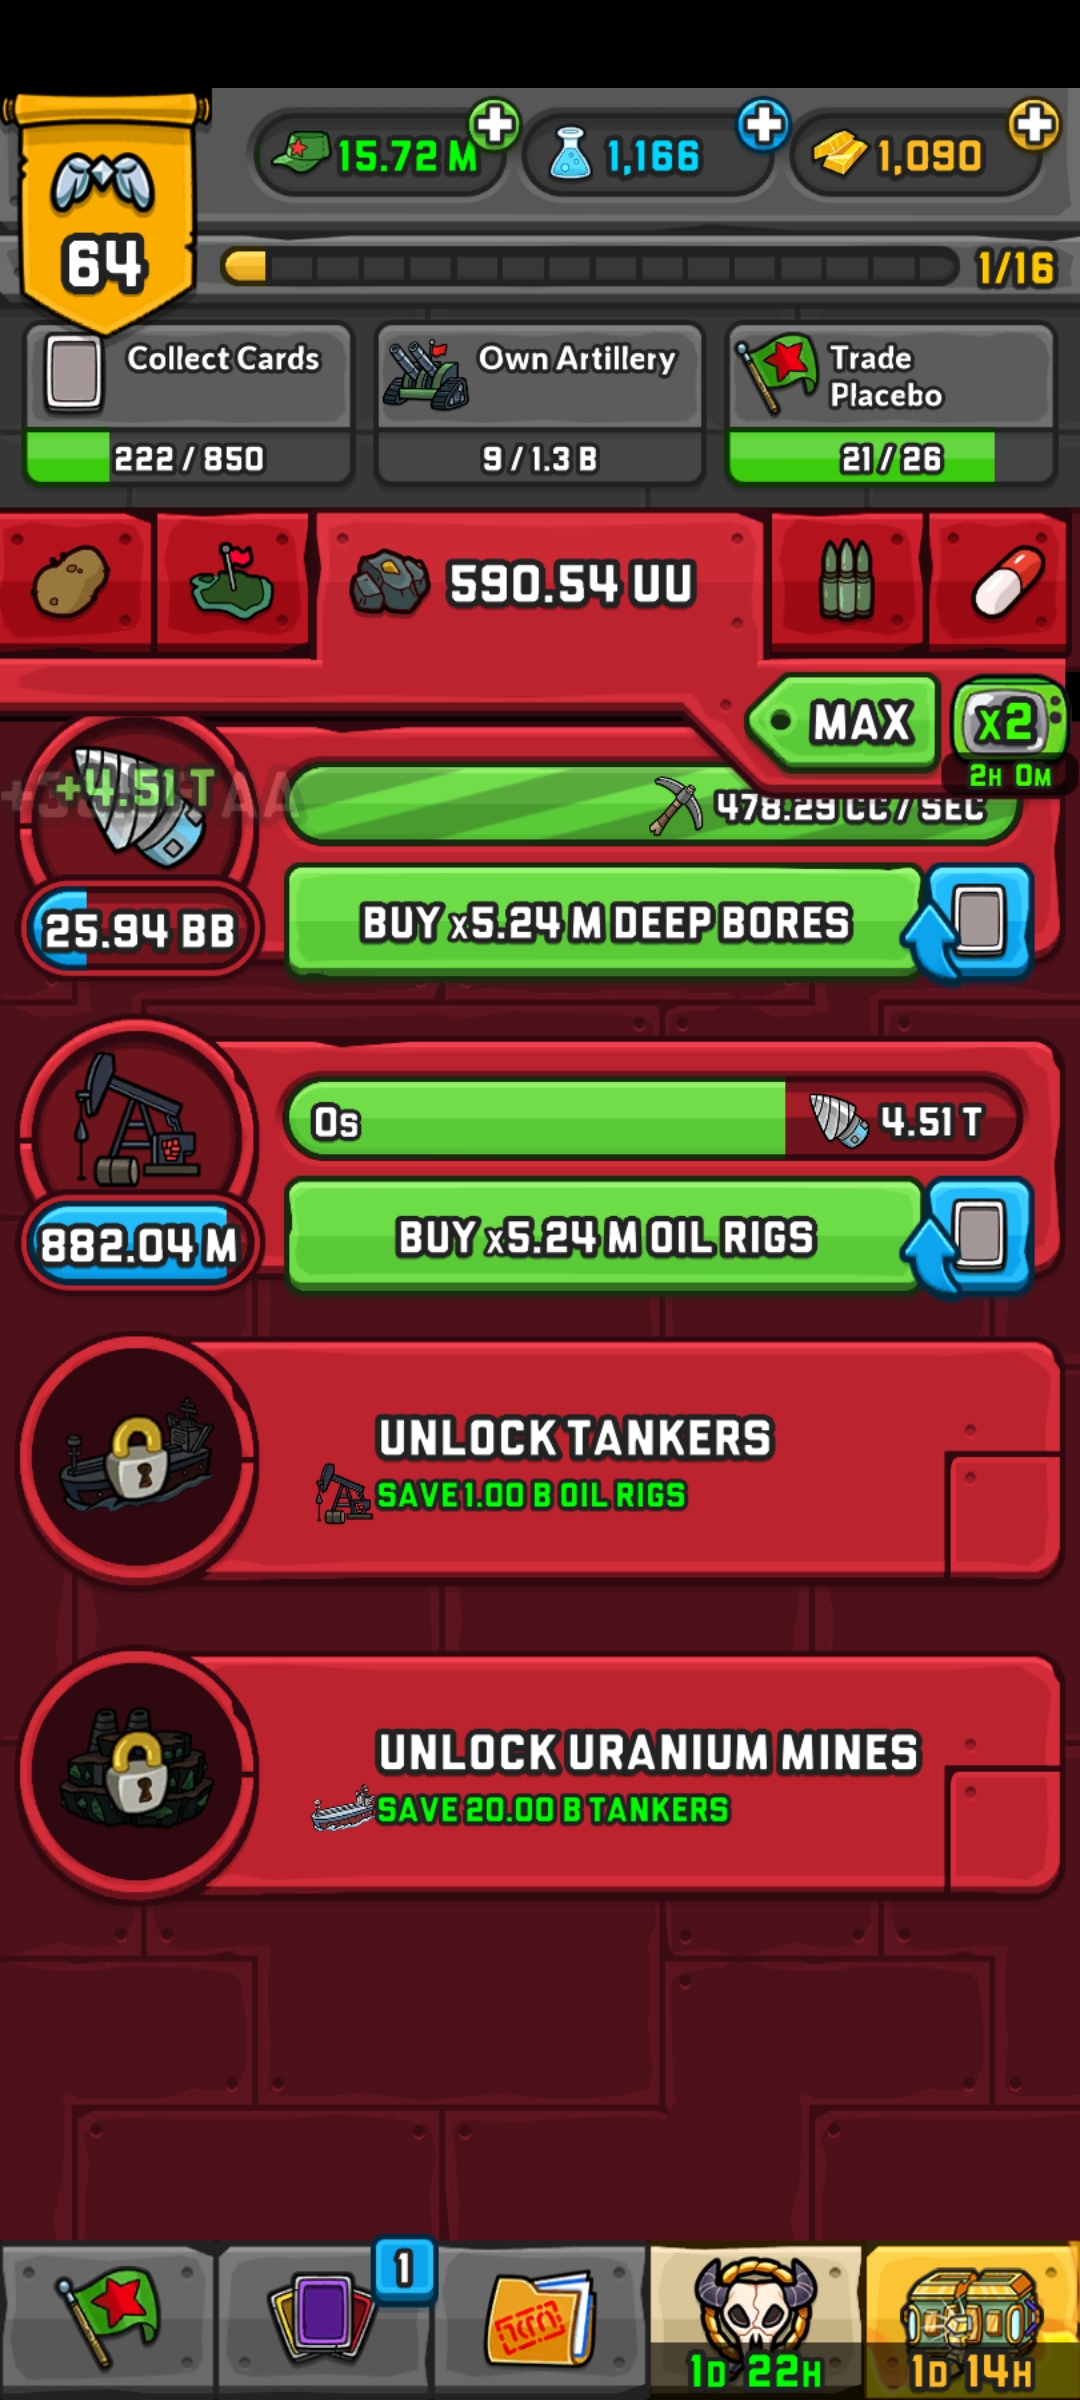 15.72 M
1,166
1,090
64
1/16
Collect Cards
222 / 850
Own Artillery
9 / 1.3 B
Trade
Placebo
21 / 26
590.54 UU
MAX
x2
2H 0M
+4.51 T
478.29 CC / SEC
25.94 BB
BUY x5.24 M DEEP BORES
0s
4.51 T
882.04 M
BUY x5.24 M OIL RIGS
UNLOCK TANKERS
SAVE 1.00 B OIL RIGS
UNLOCK URANIUM MINES
SAVE 20.00 B TANKERS
1
1D 22H
1D 14H